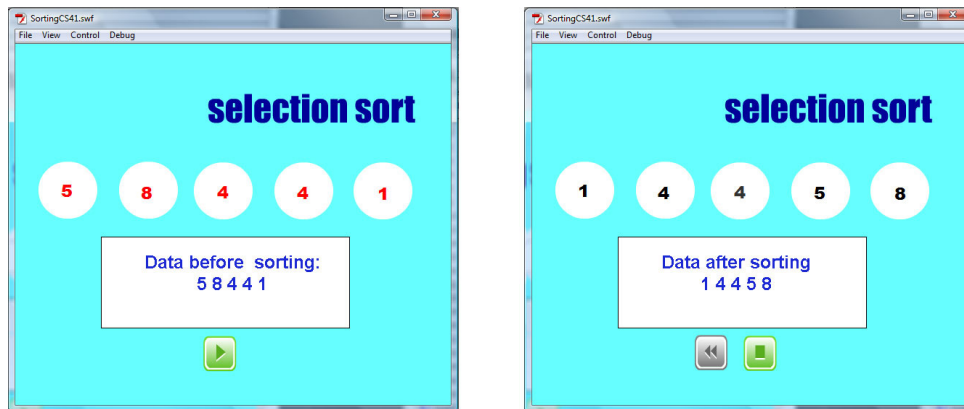 SortingCS41.swf
File View Control Debug
selection sort
5 8 4 4 1
Data before sorting:
5 8 4 4 1
SortingCS41.swf
File View Control Debug
selection sort
1 4 4 5 8
Data after sorting
1 4 4 5 8